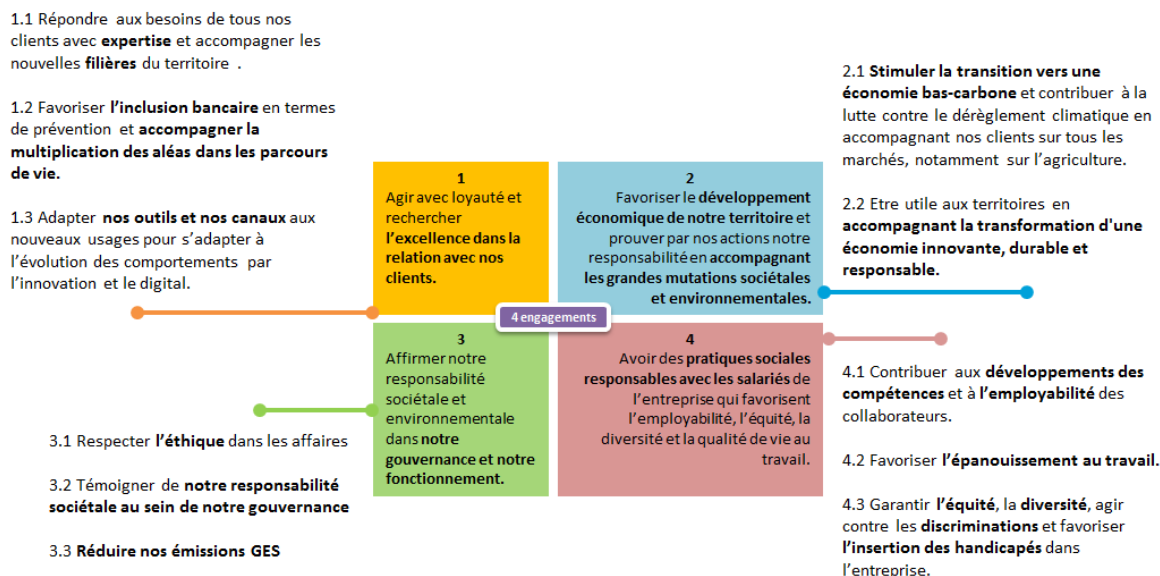 1.1 Répondre aux besoins de tous nos
clients avec expertise et accompagner les
nouvelles filières du territoire .
1.2 Favoriser l'inclusion bancaire en termes
de prévention et accompagner la
multiplication des aléas dans les parcours
de vie.
1.3 Adapter nos outils et nos canaux aux
nouveaux usages pour s'adapter à
l'évolution des comportements par
l'innovation et le digital.
1
Agir avec loyauté et
rechercher
l'excellence dans la
relation avec nos
clients.
2
Favoriser le développement
économique de notre territoire et
prouver par nos actions notre
responsabilité en accompagnant
les grandes mutations sociétales
et environnementales.
2.1 Stimuler la transition vers une
économie bas-carbone et contribuer à la
lutte contre le dérèglement climatique en
accompagnant nos clients sur tous les
marchés, notamment sur l'agriculture.
2.2 Etre utile aux territoires en
accompagnant la transformation d'une
économie innovante, durable et
responsable.
4 engagements
3
Affirmer notre
responsabilité
sociétale et
environnementale
dans notre
gouvernance et notre
fonctionnement.
4
Avoir des pratiques sociales
responsables avec les salariés de
l'entreprise qui favorisent
l'employabilité, l'équité, la
diversité et la qualité de vie au
travail.
3.1 Respecter l'éthique dans les affaires
3.2 Témoigner de notre responsabilité
sociétale au sein de notre gouvernance
3.3 Réduire nos émissions GES
4.1 Contribuer aux développements des
compétences et à l'employabilité des
collaborateurs.
4.2 Favoriser l'épanouissement au travail.
4.3 Garantir l'équité, la diversité, agir
contre les discriminations et favoriser
l'insertion des handicapés dans
l'entreprise.